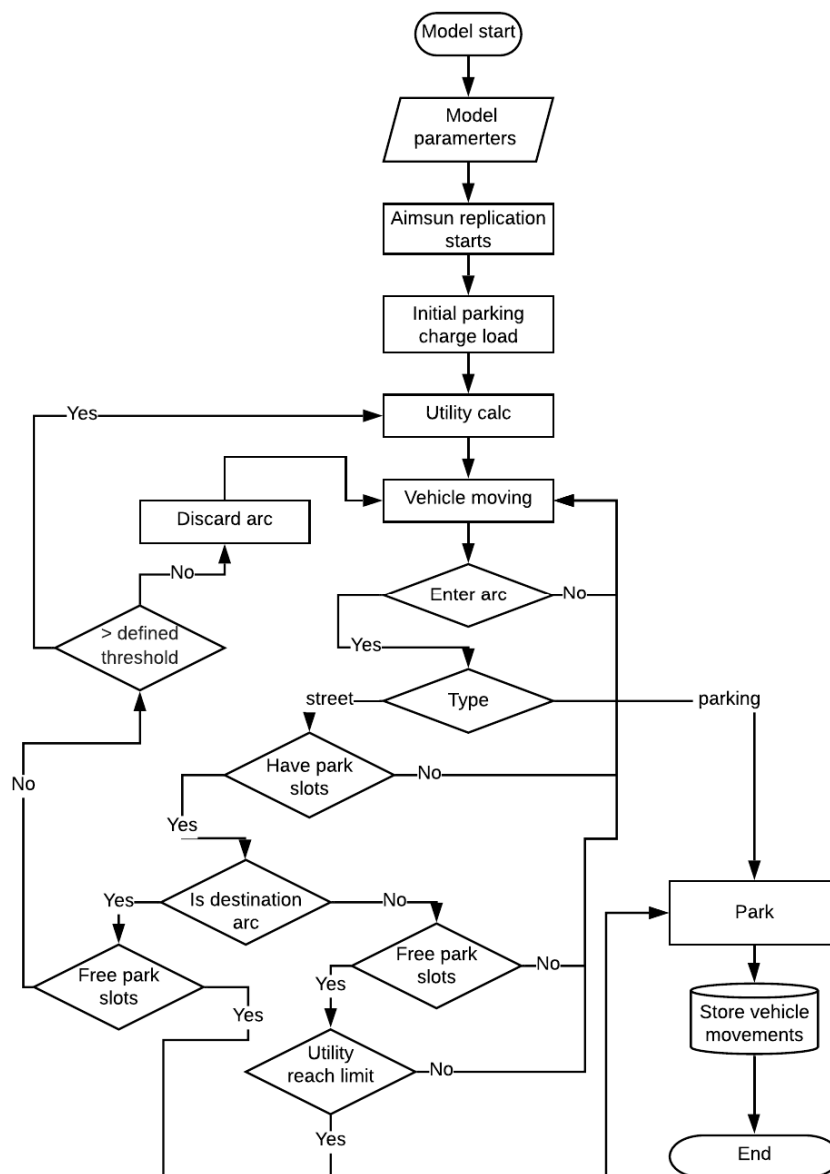 Model start
Model
paramerters
Aimsun replication
starts
Initial parking
charge load
Yes
Utility calc
Vehicle moving
Discard arc
No
Enter arc
No
> defined
threshold
Yes
street
Type
parking
Have park
slots
No
No
Yes
Yes
Is destination
arc
No
Park
Free park
slots
Free park
slots
No
Yes
Yes
Store vehicle
movements
Utility
reach limit
No
Yes
End